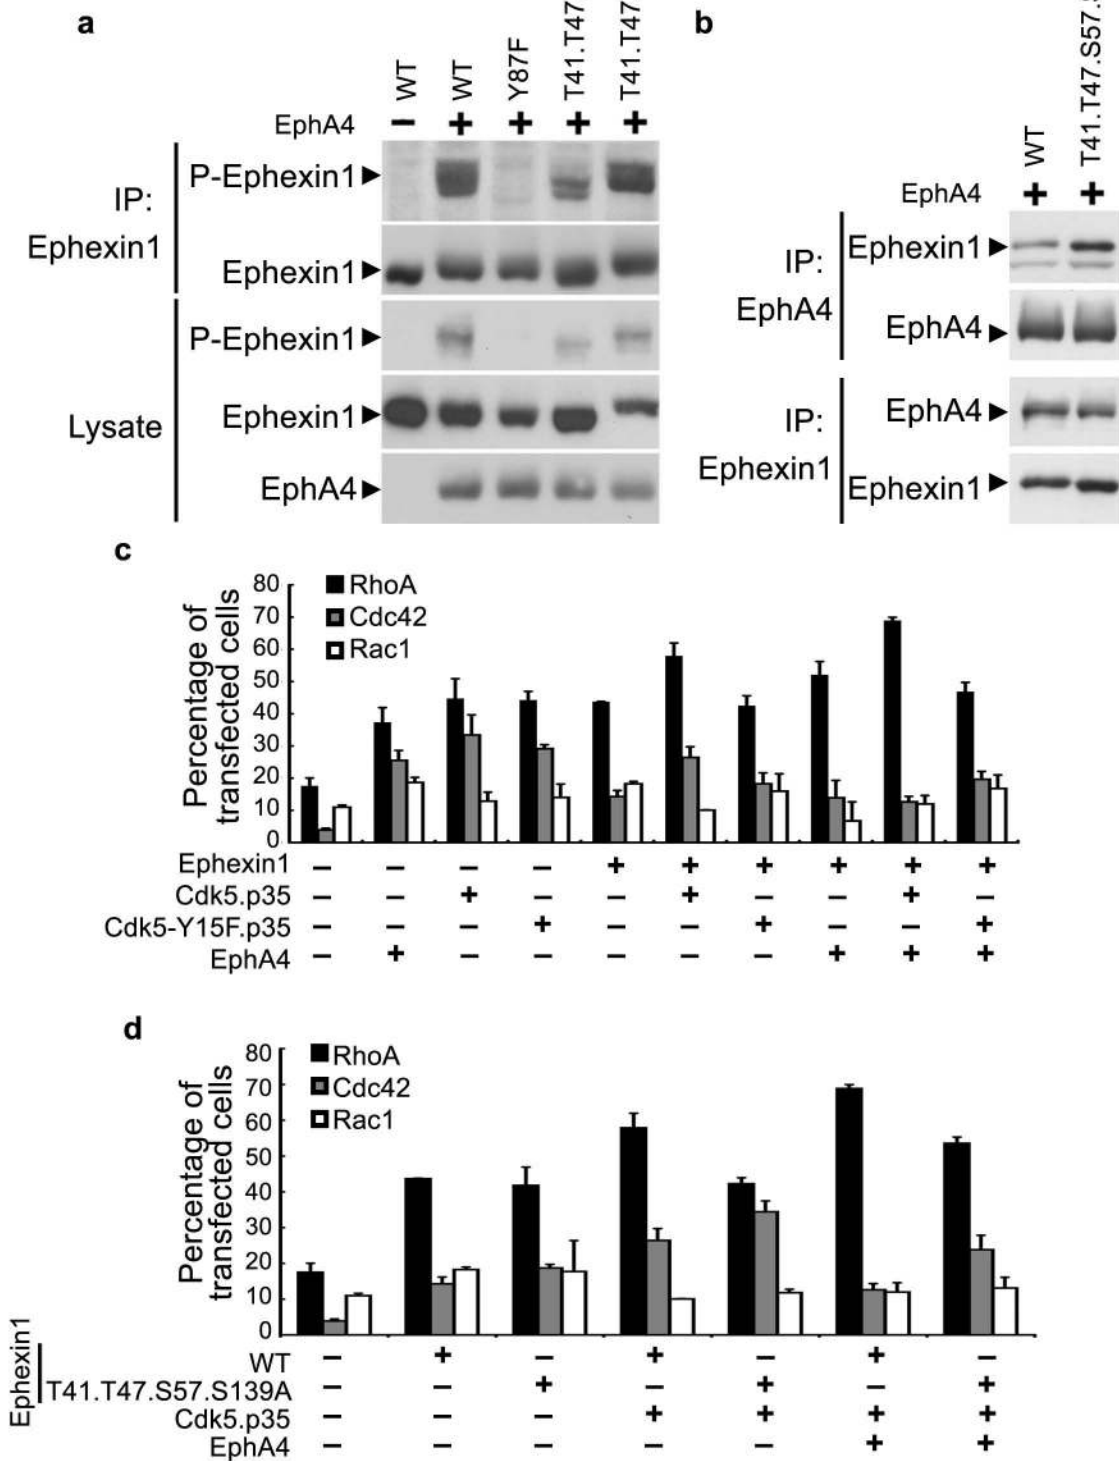 a
WT
WT
Y87F
T41.T47
T41.T47
EphA4 − + + + +
IP:
Ephexin1
P-Ephexin1
Ephexin1
Lysate
P-Ephexin1
Ephexin1
EphA4
b
WT
T41.T47.S57.
EphA4 + +
IP:
EphA4
Ephexin1
EphA4
IP:
Ephexin1
EphA4
Ephexin1
c
Percentage of
transfected cells
80
70
60
50
40
30
20
10
0
RhoA
Cdc42
Rac1
Ephexin1 − − − − + + + + + +
Cdk5.p35 − − + − − + − − + −
Cdk5-Y15F.p35 − − − + − − + − − +
EphA4 − + − − − − − + + +
d
Percentage of
transfected cells
80
70
60
50
40
30
20
10
0
RhoA
Cdc42
Rac1
Ephexin1
WT − + − + − + −
T41.T47.S57.S139A − − + − + − +
Cdk5.p35 − − − + + + +
EphA4 − − − − − + +